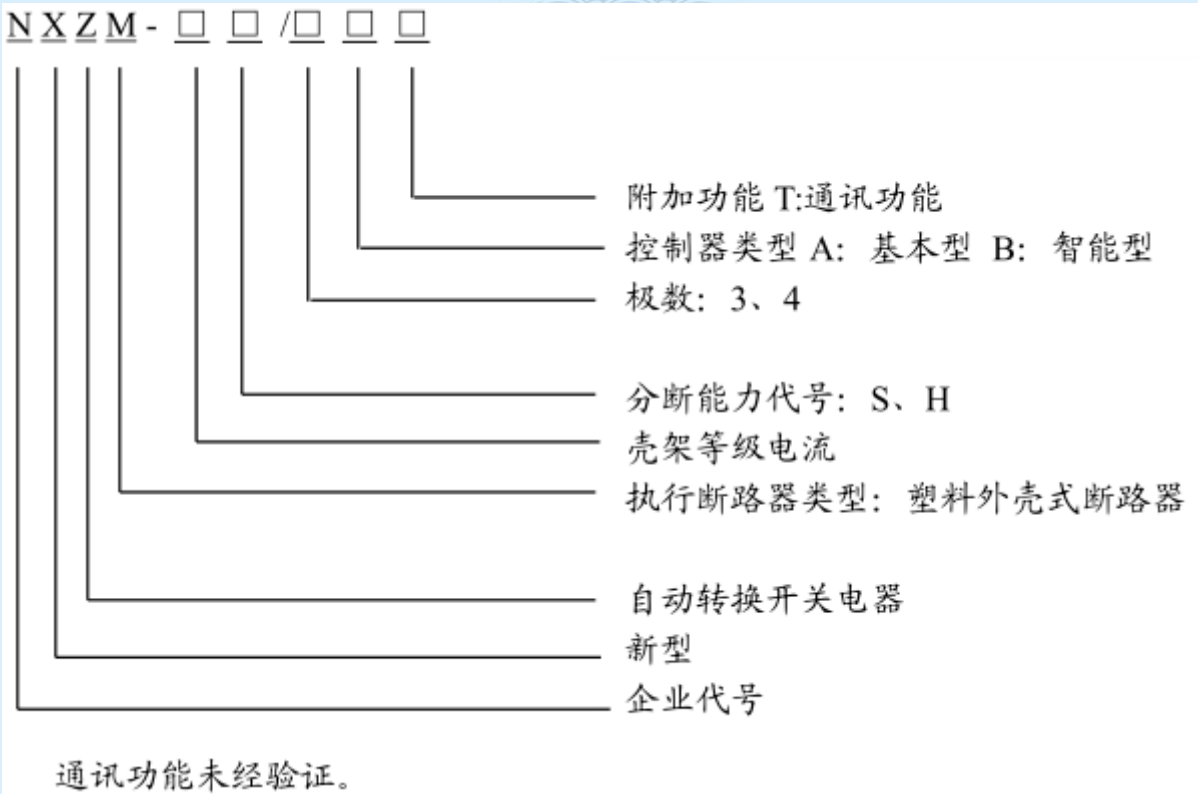 NXZM-□□/□□□
附加功能 T:通讯功能
控制器类型 A：基本型 B：智能型
极数：3、4
分断能力代号：S、H
壳架等级电流
执行断路器类型：塑料外壳式断路器
自动转换开关电器
新型
企业代号
通讯功能未经验证。